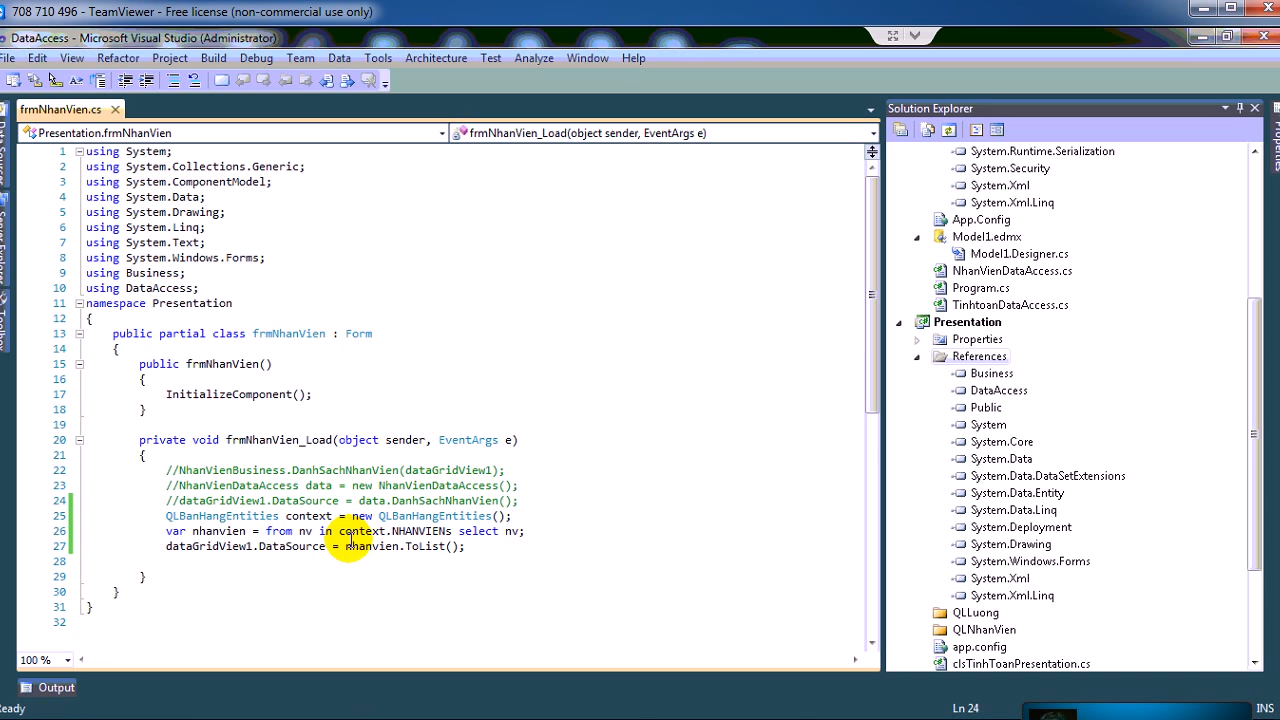 708 710 496 - TeamViewer - Free license (non-commercial use only)
DataAccess - Microsoft Visual Studio (Administrator)
File Edit View Refactor Project Build Debug Team Data Tools Architecture Test Analyze Window Help
frmNhanVien.cs
Presentation.frmNhanVien
frmNhanVien_Load(object sender, EventArgs e)
1 using System;
2 using System.Collections.Generic;
3 using System.ComponentModel;
4 using System.Data;
5 using System.Drawing;
6 using System.Linq;
7 using System.Text;
8 using System.Windows.Forms;
9 using Business;
10 using DataAccess;
11 namespace Presentation
12 {
13 public partial class frmNhanVien : Form
14 {
15 public frmNhanVien()
16 {
17 InitializeComponent();
18 }
19
20 private void frmNhanVien_Load(object sender, EventArgs e)
21 {
22 //NhanVienBusiness.DanhSachNhanVien(dataGridView1);
23 //NhanVienDataAccess data = new NhanVienDataAccess();
24 //dataGridView1.DataSource = data.DanhSachNhanVien();
25 QLBanHangEntities context = new QLBanHangEntities();
26 var nhanvien = from nv in context.NHANVIENs select nv;
27 dataGridView1.DataSource = nhanvien.ToList();
28
29 }
30 }
31 }
32
100 %
Output
Ready
Ln 24
INS
Data Sources
Server Explorer
Toolbox
Solution Explorer
System.Runtime.Serialization
System.Security
System.Xml
System.Xml.Linq
App.Config
Model1.edmx
Model1.Designer.cs
NhanVienDataAccess.cs
Program.cs
TinhtoanDataAccess.cs
Presentation
Properties
References
Business
DataAccess
Public
System
System.Core
System.Data
System.Data.DataSetExtensions
System.Data.Entity
System.Deployment
System.Drawing
System.Windows.Forms
System.Xml
System.Xml.Linq
QLLuong
QLNhanVien
app.config
clsTinhToanPresentation.cs